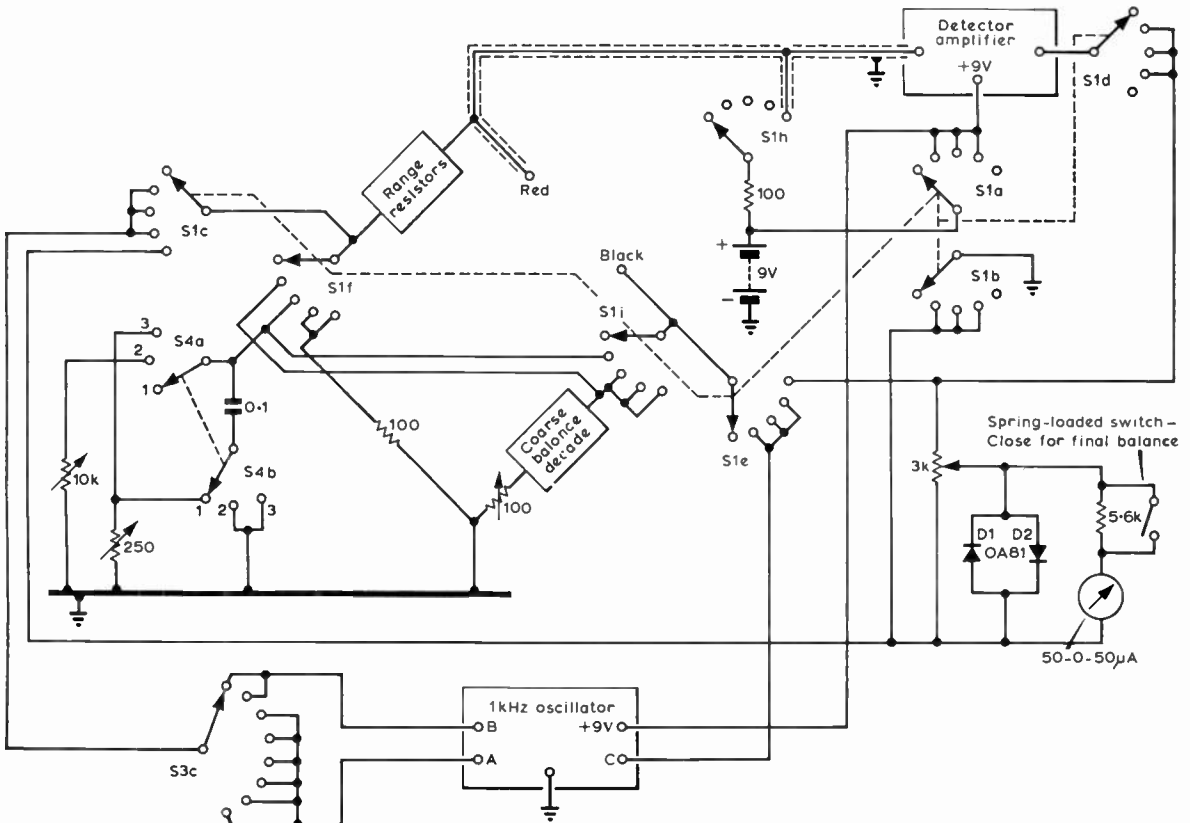 Detector
amplifier
+9V
S1d
S1h
Red
Range
resistors
100
S1a
S1c
+
9V
−
Black
S1b
S1f
S1i
3
S4a
2
1
0·1
100
Coarse
balance
decade
S1e
Spring-loaded switch–
Close for final balance
3k
10k
S4b
1
2
3
100
5·6k
D1 D2
OA81
250
50-0-50µA
1kHz oscillator
B
+9V
A
C
S3c